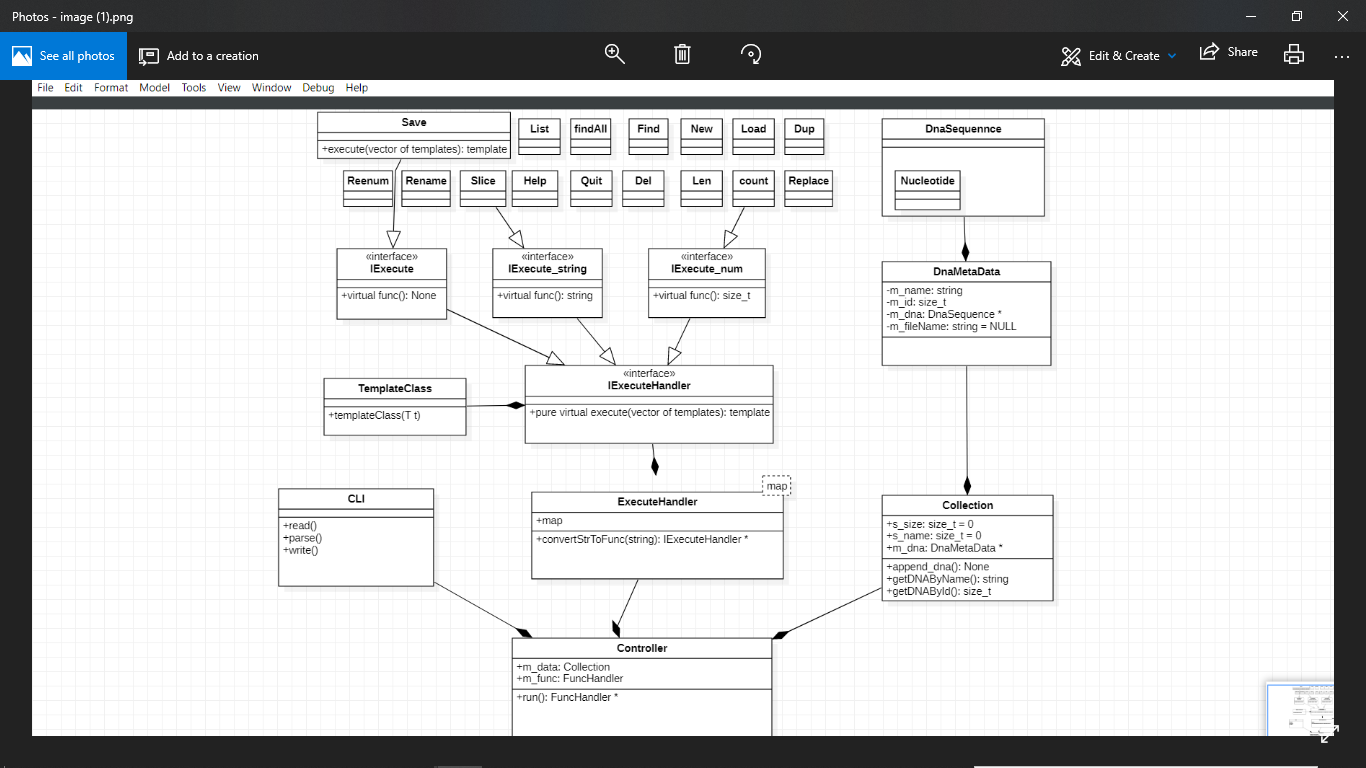 Photos - image (1).png
See all photos
Add to a creation
Edit & Create
Share
File Edit Format Model Tools View Window Debug Help
Save
+execute(vector of templates): template
List
findAll
Find
New
Load
Dup
Reenum
Rename
Slice
Help
Quit
Del
Len
count
Replace
DnaSequennce
Nucleotide
«interface»
IExecute
+virtual func(): None
«interface»
IExecute_string
+virtual func(): string
«interface»
IExecute_num
+virtual func(): size_t
DnaMetaData
-m_name: string
-m_id: size_t
-m_dna: DnaSequence *
-m_fileName: string = NULL
TemplateClass
+templateClass(T t)
«interface»
IExecuteHandler
+pure virtual execute(vector of templates): template
CLI
+read()
+parse()
+write()
map
ExecuteHandler
+map
+convertStrToFunc(string): IExecuteHandler *
Collection
+s_size: size_t = 0
+s_name: size_t = 0
+m_dna: DnaMetaData *
+append_dna(): None
+getDNAByName(): string
+getDNAById(): size_t
Controller
+m_data: Collection
+m_func: FuncHandler
+run(): FuncHandler *